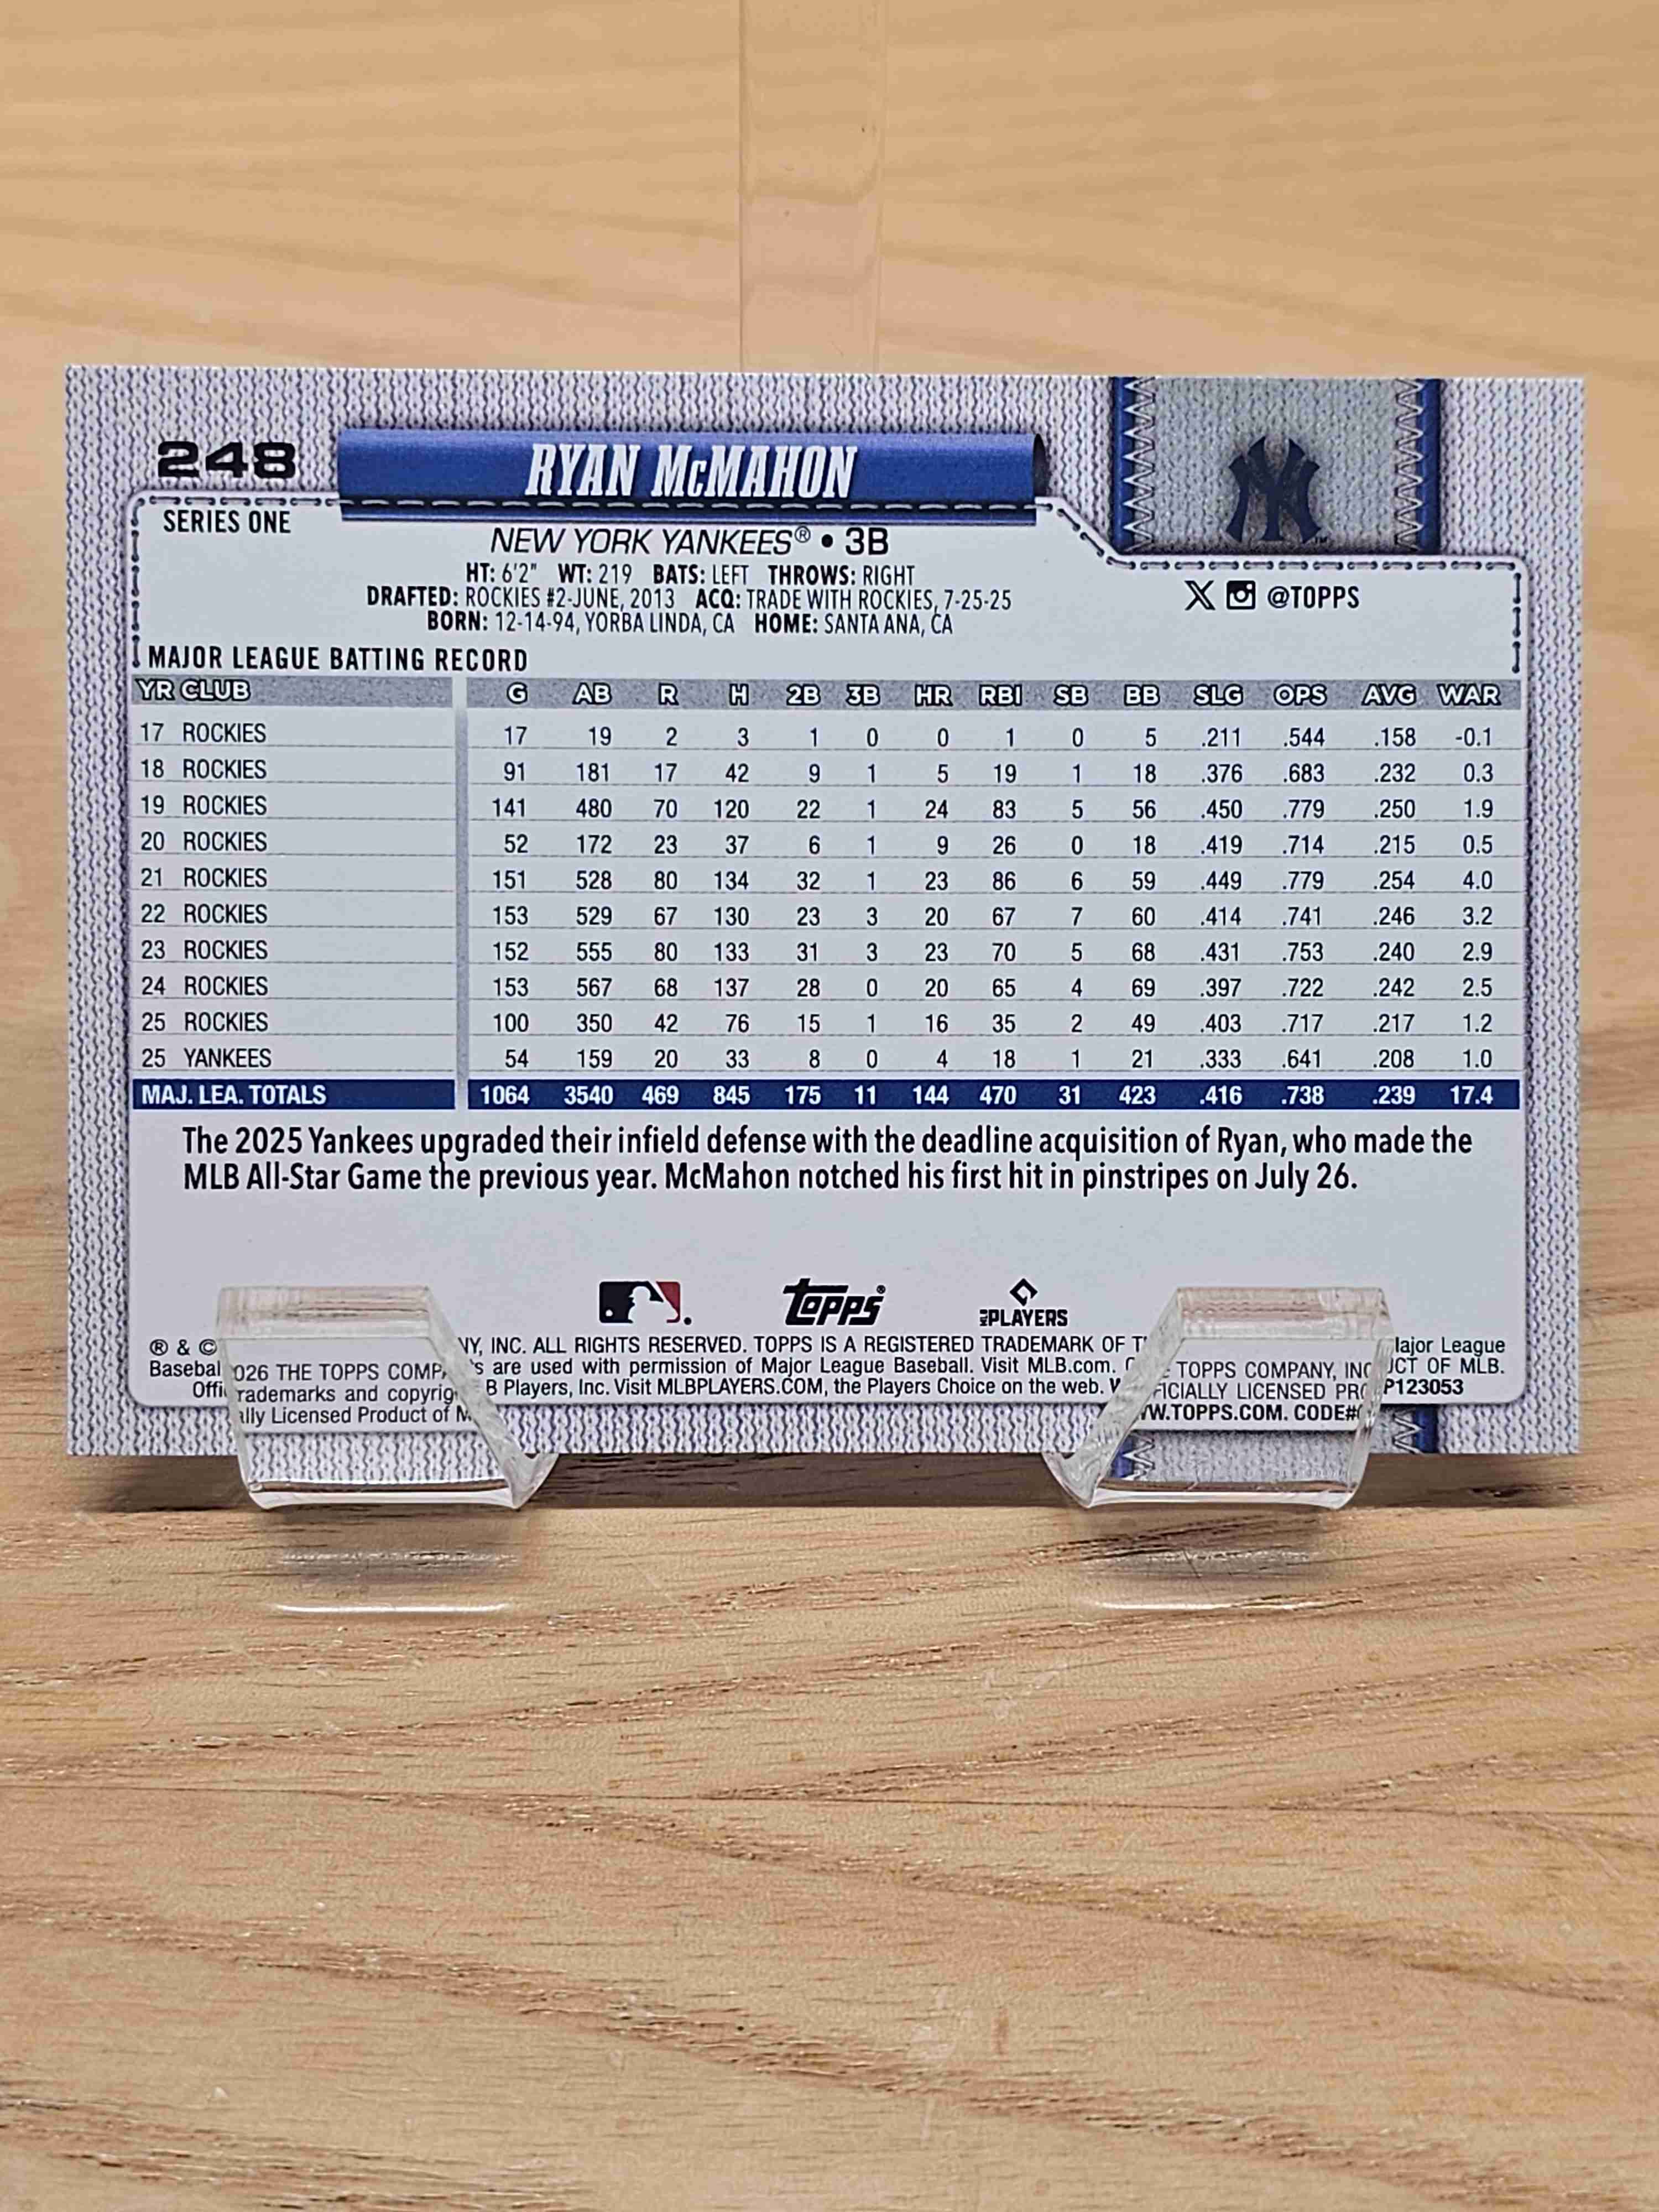 248
RYAN McMAHON
SERIES ONE
NEW YORK YANKEES® • 3B
HT: 6'2" WT: 219 BATS: LEFT THROWS: RIGHT
DRAFTED: ROCKIES #2-JUNE, 2013 ACQ: TRADE WITH ROCKIES, 7-25-25
BORN: 12-14-94, YORBA LINDA, CA HOME: SANTA ANA, CA
NY
X @TOPPS
MAJOR LEAGUE BATTING RECORD
YR CLUB G AB R H 2B 3B HR RBI SB BB SLG OPS AVG WAR
17 ROCKIES 17 19 2 3 1 0 0 1 0 5 .211 .544 .158 -0.1
18 ROCKIES 91 181 17 42 9 1 5 19 1 18 .376 .683 .232 0.3
19 ROCKIES 141 480 70 120 22 1 24 83 5 56 .450 .779 .250 1.9
20 ROCKIES 52 172 23 37 6 1 9 26 0 18 .419 .714 .215 0.5
21 ROCKIES 151 528 80 134 32 1 23 86 6 59 .449 .779 .254 4.0
22 ROCKIES 153 529 67 130 23 3 20 67 7 60 .414 .741 .246 3.2
23 ROCKIES 152 555 80 133 31 3 23 70 5 68 .431 .753 .240 2.9
24 ROCKIES 153 567 68 137 28 0 20 65 4 69 .397 .722 .242 2.5
25 ROCKIES 100 350 42 76 15 1 16 35 2 49 .403 .717 .217 1.2
25 YANKEES 54 159 20 33 8 0 4 18 1 21 .333 .641 .208 1.0
MAJ. LEA. TOTALS 1064 3540 469 845 175 11 144 470 31 423 .416 .738 .239 17.4
The 2025 Yankees upgraded their infield defense with the deadline acquisition of Ryan, who made the
MLB All-Star Game the previous year. McMahon notched his first hit in pinstripes on July 26.
topps®
MLB PLAYERS
® & © 026 THE TOPPS COMPANY, INC. ALL RIGHTS RESERVED. TOPPS IS A REGISTERED TRADEMARK OF TOPPS COMPANY, INC Major League
Baseball rademarks and copyrights are used with permission of Major League Baseball. Visit MLB.com. OFFICIALLY LICENSED PRODUCT OF MLB.
Officially Licensed Product of MLB Players, Inc. Visit MLBPLAYERS.COM, the Players Choice on the web. WWW.TOPPS.COM. CODE# P123053